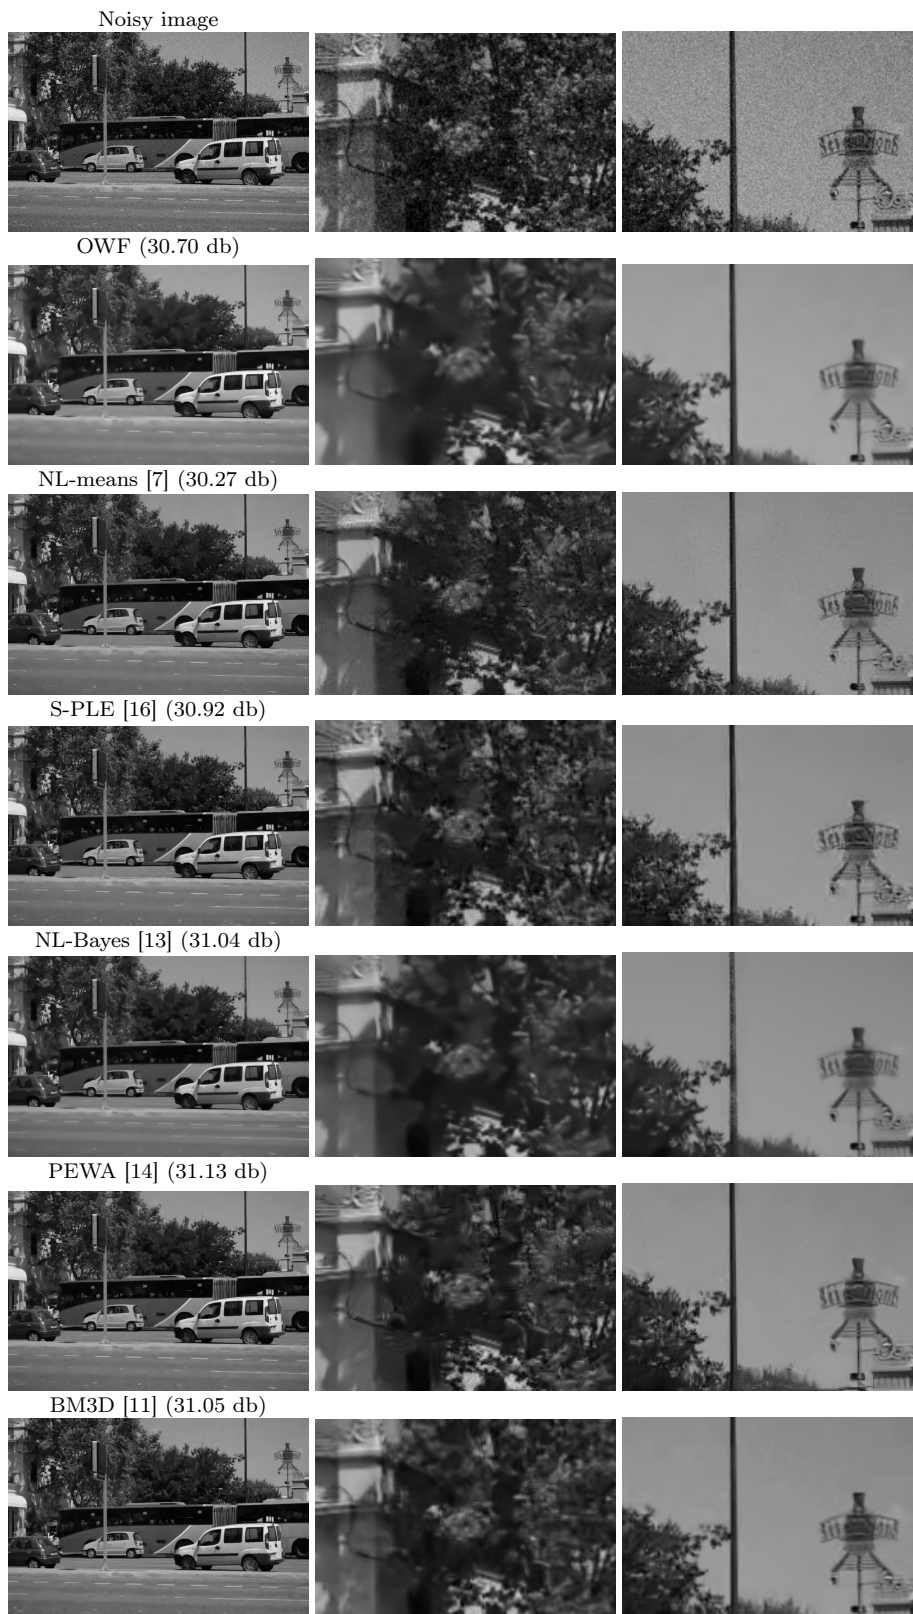 Noisy image
OWF (30.70 db)
NL-means [7] (30.27 db)
S-PLE [16] (30.92 db)
NL-Bayes [13] (31.04 db)
PEWA [14] (31.13 db)
BM3D [11] (31.05 db)